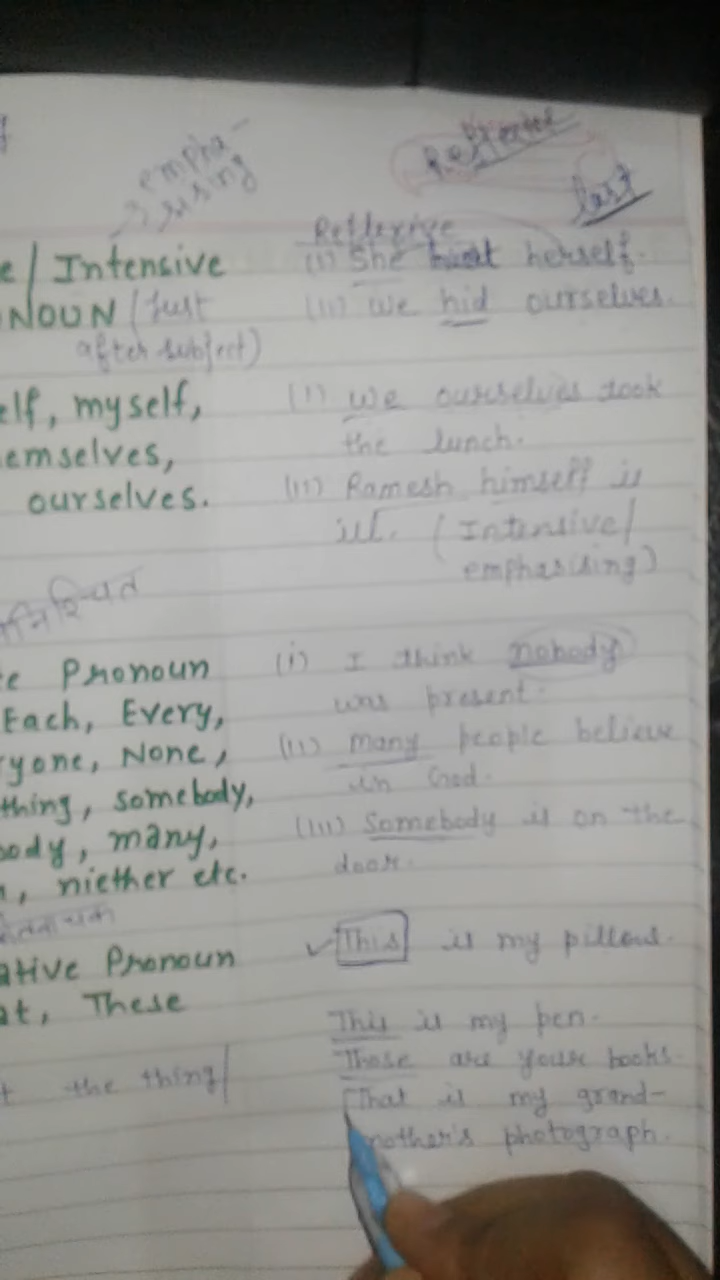 empha-
sising
Reflexive
last
Reflexive
e/ Intensive
(i) She hurt herself.
NOUN (Just
(ii) We hid ourselves.
after subject)
elf, myself,
(i) We ourselves took
emselves,
the lunch.
ourselves.
(ii) Ramesh himself is
ill. (Intensive/
emphasising)
e Pronoun
(i) I think nobody
was present.
Each, Every,
(ii) Many people believe
yone, None,
in God.
thing, somebody,
(iii) Somebody is on the
body, many,
door.
, niether etc.
This is my pillow.
ative Pronoun
at, These
This is my pen.
Those are your books.
t the thing/
That is my grand-
mother's photograph.